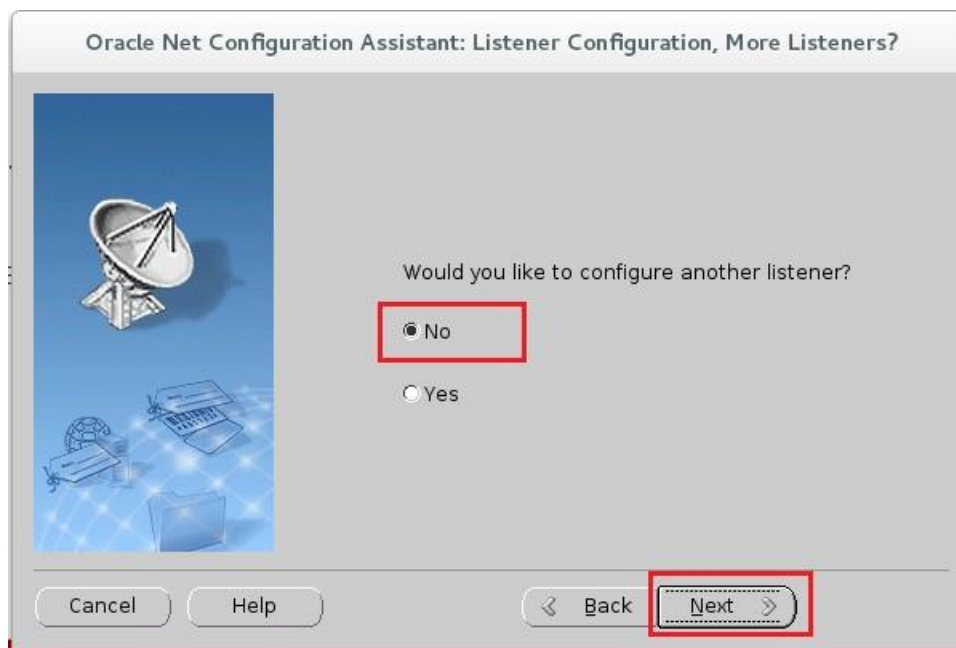 Oracle Net Configuration Assistant: Listener Configuration, More Listeners?
Would you like to configure another listener?
No
Yes
Cancel
Help
Back
Next